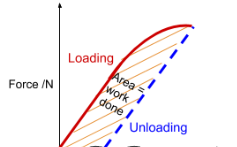 Loading
Force /N
Area =
work
done
Unloading